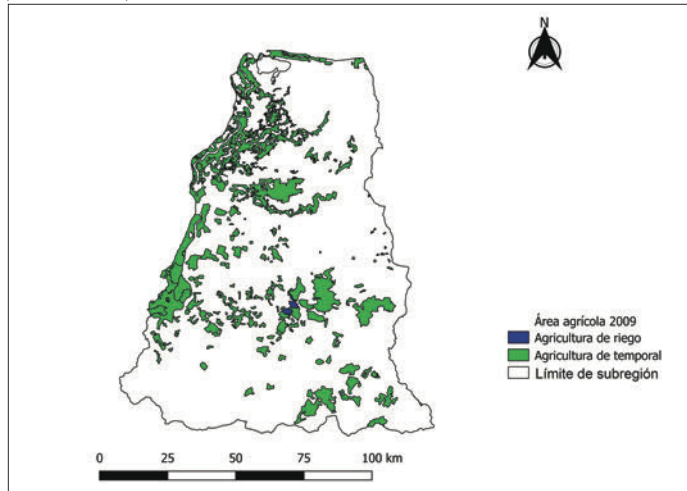 N
Área agrícola 2009
Agricultura de riego
Agricultura de temporal
Límite de subregión
0 25 50 75 100 km